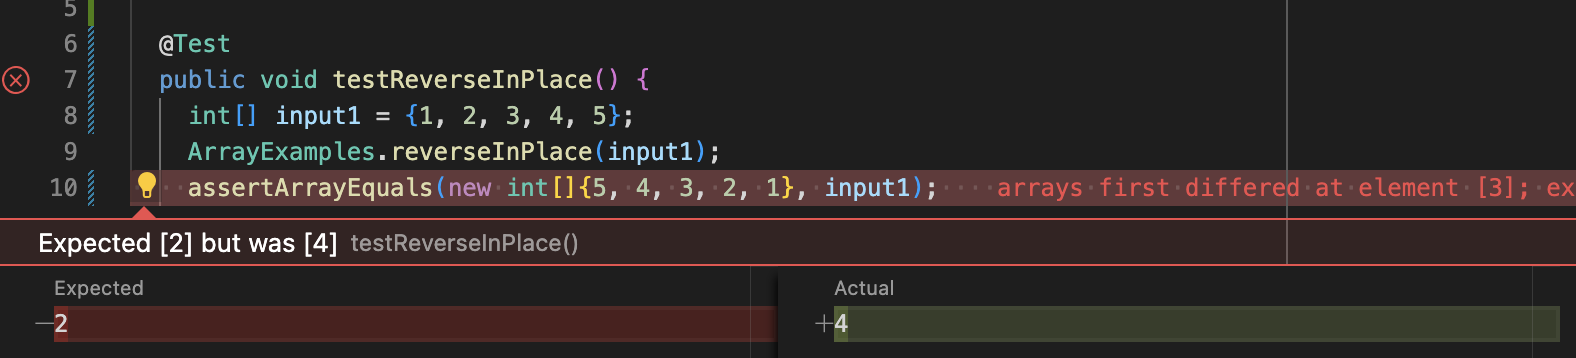 5
6 @Test
7 public void testReverseInPlace() {
8 int[] input1 = {1, 2, 3, 4, 5};
9 ArrayExamples.reverseInPlace(input1);
10 assertArrayEquals(new int[]{5, 4, 3, 2, 1}, input1); arrays first differed at element [3]; ex
Expected [2] but was [4] testReverseInPlace()
Expected Actual
—2 +4